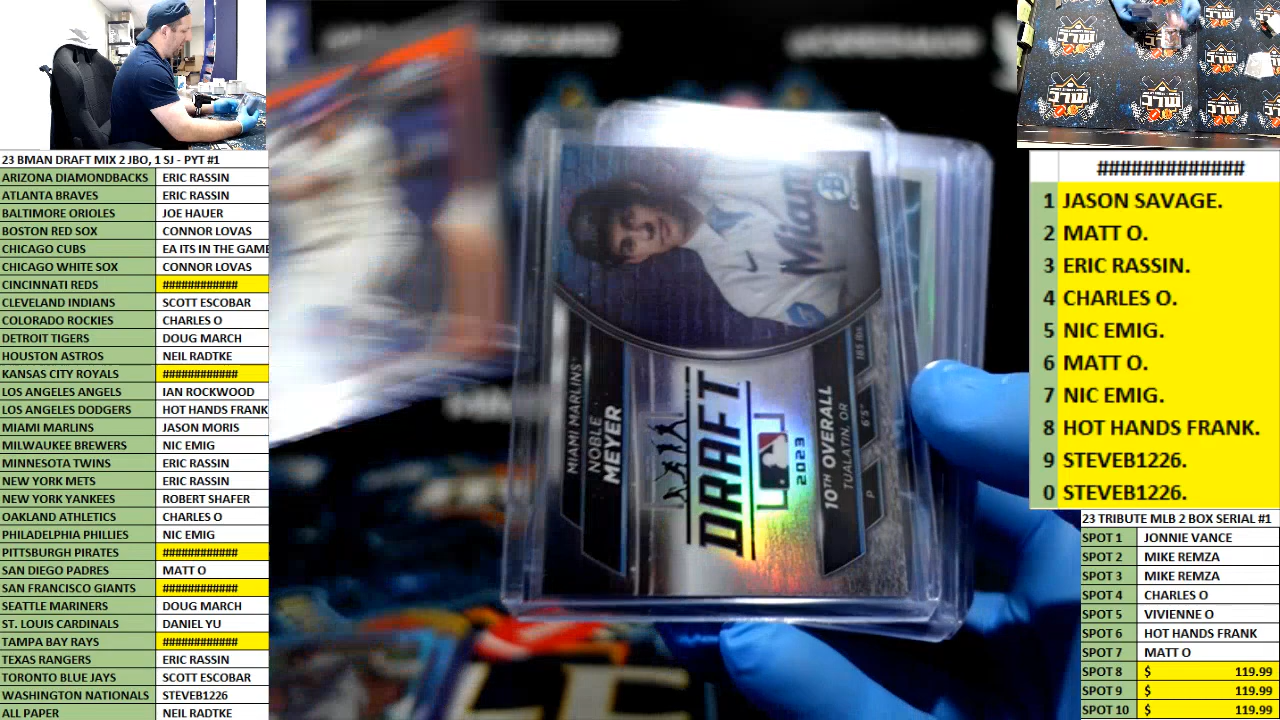 23 BMAN DRAFT MIX 2 JBO, 1 SJ - PYT #1
ARIZONA DIAMONDBACKS ERIC RASSIN
ATLANTA BRAVES ERIC RASSIN
BALTIMORE ORIOLES JOE HAUER
BOSTON RED SOX CONNOR LOVAS
CHICAGO CUBS EA ITS IN THE GAME
CHICAGO WHITE SOX CONNOR LOVAS
CINCINNATI REDS ############
CLEVELAND INDIANS SCOTT ESCOBAR
COLORADO ROCKIES CHARLES O
DETROIT TIGERS DOUG MARCH
HOUSTON ASTROS NEIL RADTKE
KANSAS CITY ROYALS ############
LOS ANGELES ANGELS IAN ROCKWOOD
LOS ANGELES DODGERS HOT HANDS FRANK
MIAMI MARLINS JASON MORIS
MILWAUKEE BREWERS NIC EMIG
MINNESOTA TWINS ERIC RASSIN
NEW YORK METS ERIC RASSIN
NEW YORK YANKEES ROBERT SHAFER
OAKLAND ATHLETICS CHARLES O
PHILADELPHIA PHILLIES NIC EMIG
PITTSBURGH PIRATES ############
SAN DIEGO PADRES MATT O
SAN FRANCISCO GIANTS ############
SEATTLE MARINERS DOUG MARCH
ST. LOUIS CARDINALS DANIEL YU
TAMPA BAY RAYS ############
TEXAS RANGERS ERIC RASSIN
TORONTO BLUE JAYS SCOTT ESCOBAR
WASHINGTON NATIONALS STEVEB1226
ALL PAPER NEIL RADTKE
Miami
MIAMI MARLINS
NOBLE
MEYER
DRAFT
2023
10TH OVERALL
TUALATIN, OR
P 6'5" 185 lbs
##############
1 JASON SAVAGE.
2 MATT O.
3 ERIC RASSIN.
4 CHARLES O.
5 NIC EMIG.
6 MATT O.
7 NIC EMIG.
8 HOT HANDS FRANK.
9 STEVEB1226.
0 STEVEB1226.
23 TRIBUTE MLB 2 BOX SERIAL #1
SPOT 1 JONNIE VANCE
SPOT 2 MIKE REMZA
SPOT 3 MIKE REMZA
SPOT 4 CHARLES O
SPOT 5 VIVIENNE O
SPOT 6 HOT HANDS FRANK
SPOT 7 MATT O
SPOT 8 $ 119.99
SPOT 9 $ 119.99
SPOT 10 $ 119.99